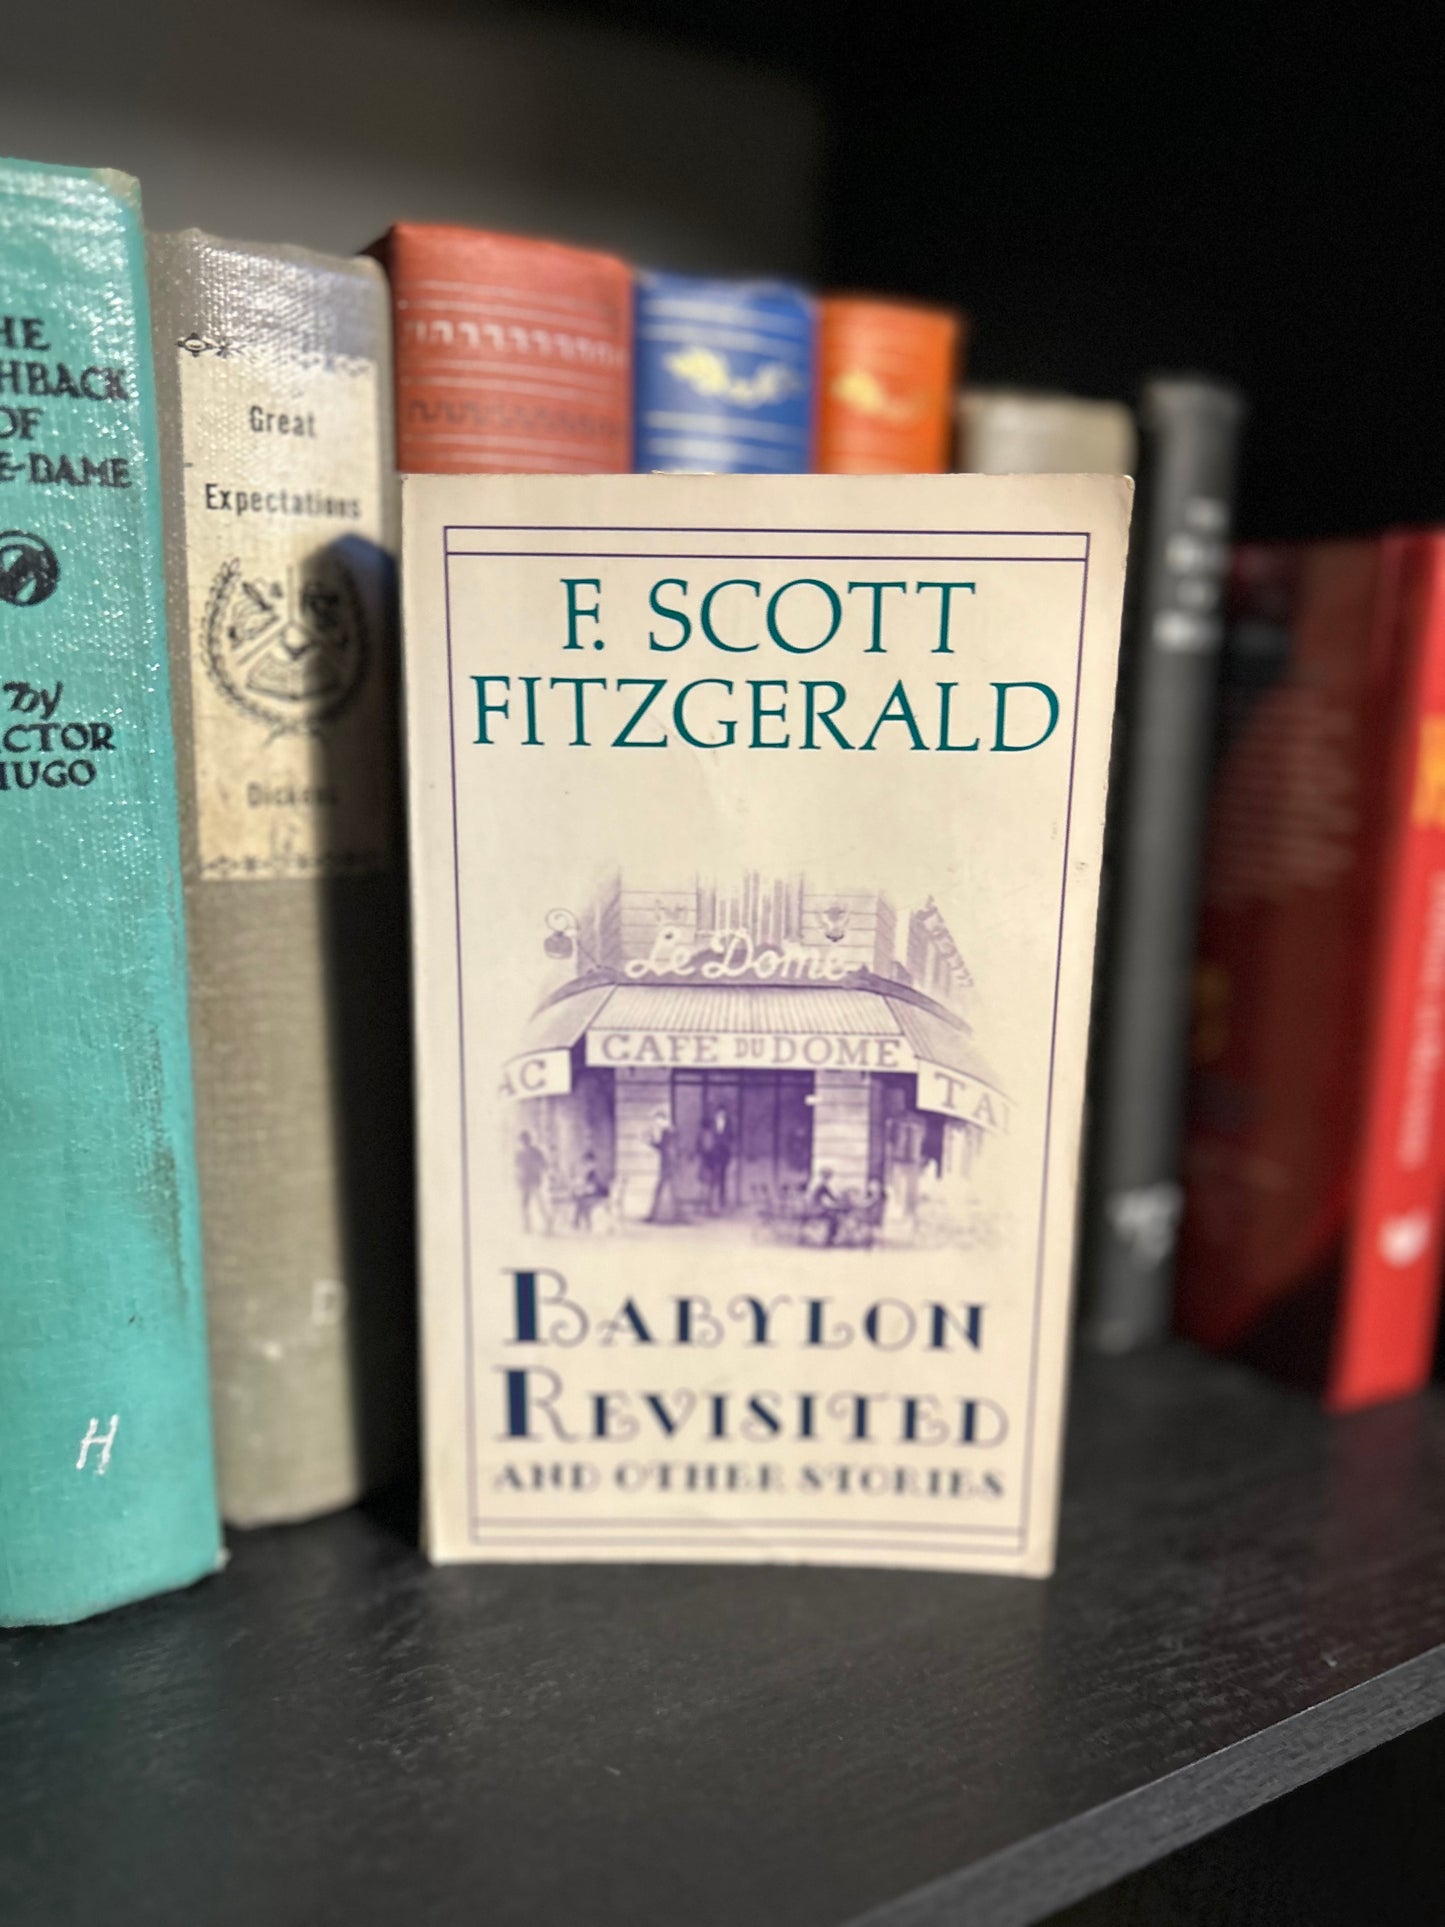 HE
HBACK
OF
E-DAME
By
CTOR
HUGO
H
Great
Expectations
Dickens
F. SCOTT
FITZGERALD
Le Dome
CAFE DU DOME
AC
TA
BABYLON
REVISITED
AND OTHER STORIES